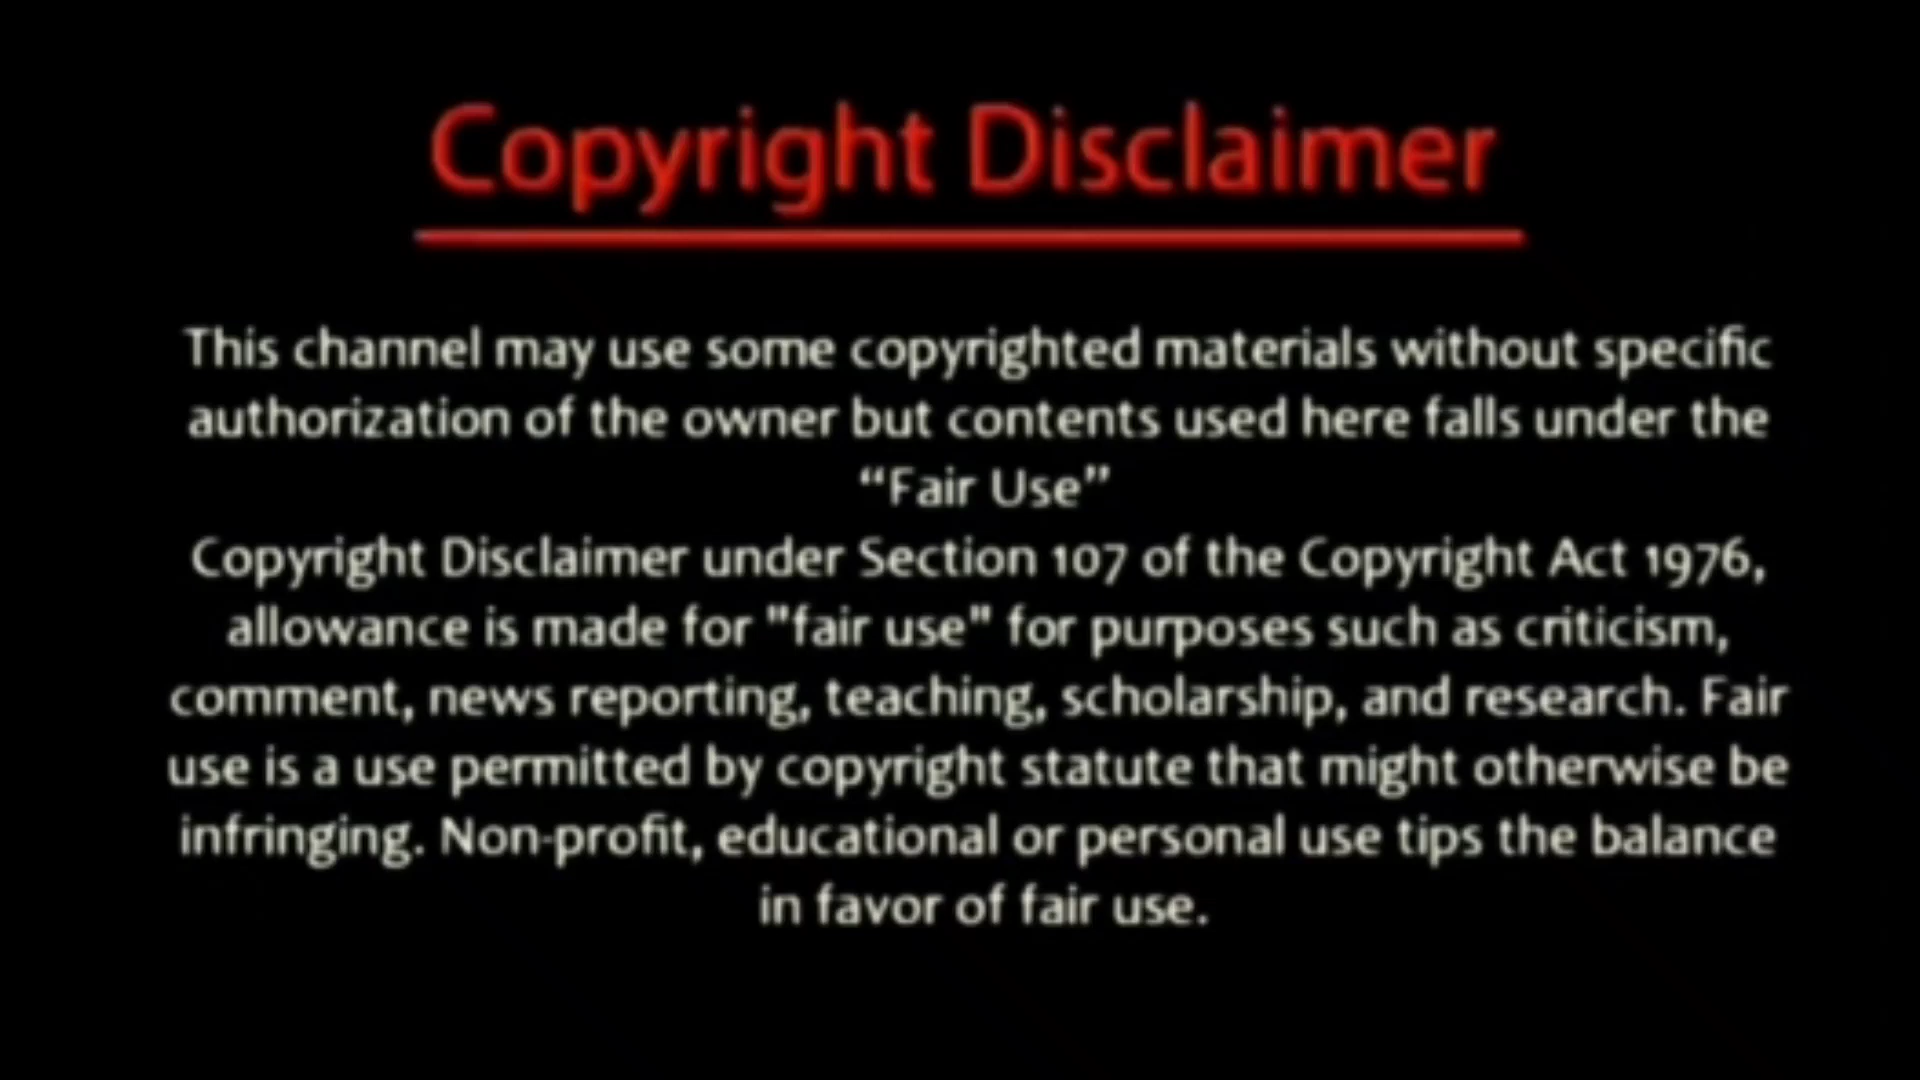 Copyright Disclaimer
This channel may use some copyrighted materials without specific
authorization of the owner but contents used here falls under the
“Fair Use”
Copyright Disclaimer under Section 107 of the Copyright Act 1976,
allowance is made for "fair use" for purposes such as criticism,
comment, news reporting, teaching, scholarship, and research. Fair
use is a use permitted by copyright statute that might otherwise be
infringing. Non-profit, educational or personal use tips the balance
in favor of fair use.